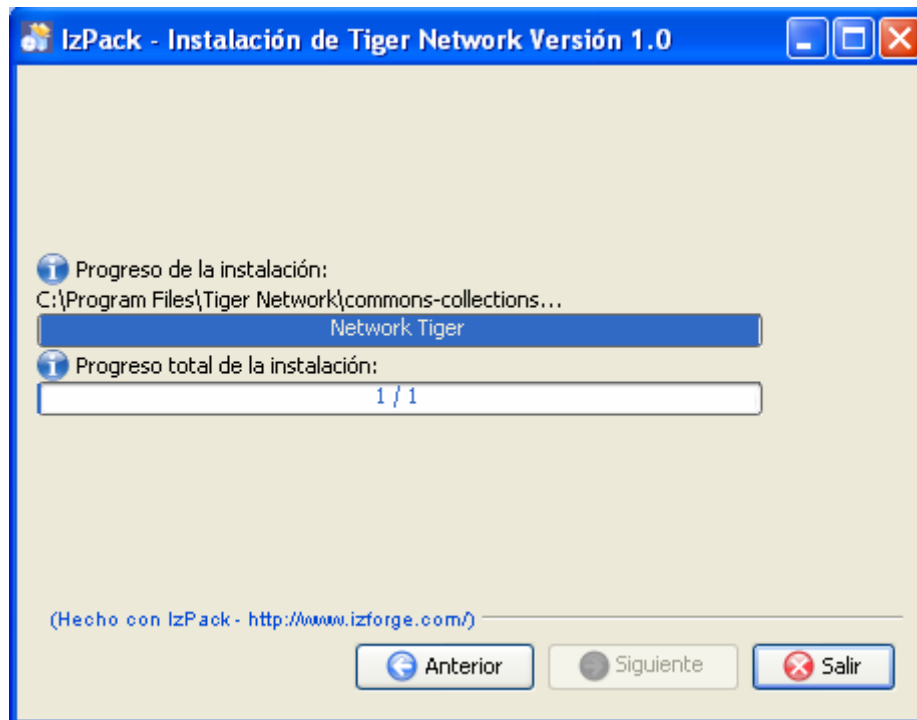 IzPack - Instalación de Tiger Network Versión 1.0
Progreso de la instalación:
C:\Program Files\Tiger Network\commons-collections...
Network Tiger
Progreso total de la instalación:
1 / 1
(Hecho con IzPack - http://www.izforge.com/)
Anterior
Siguiente
Salir